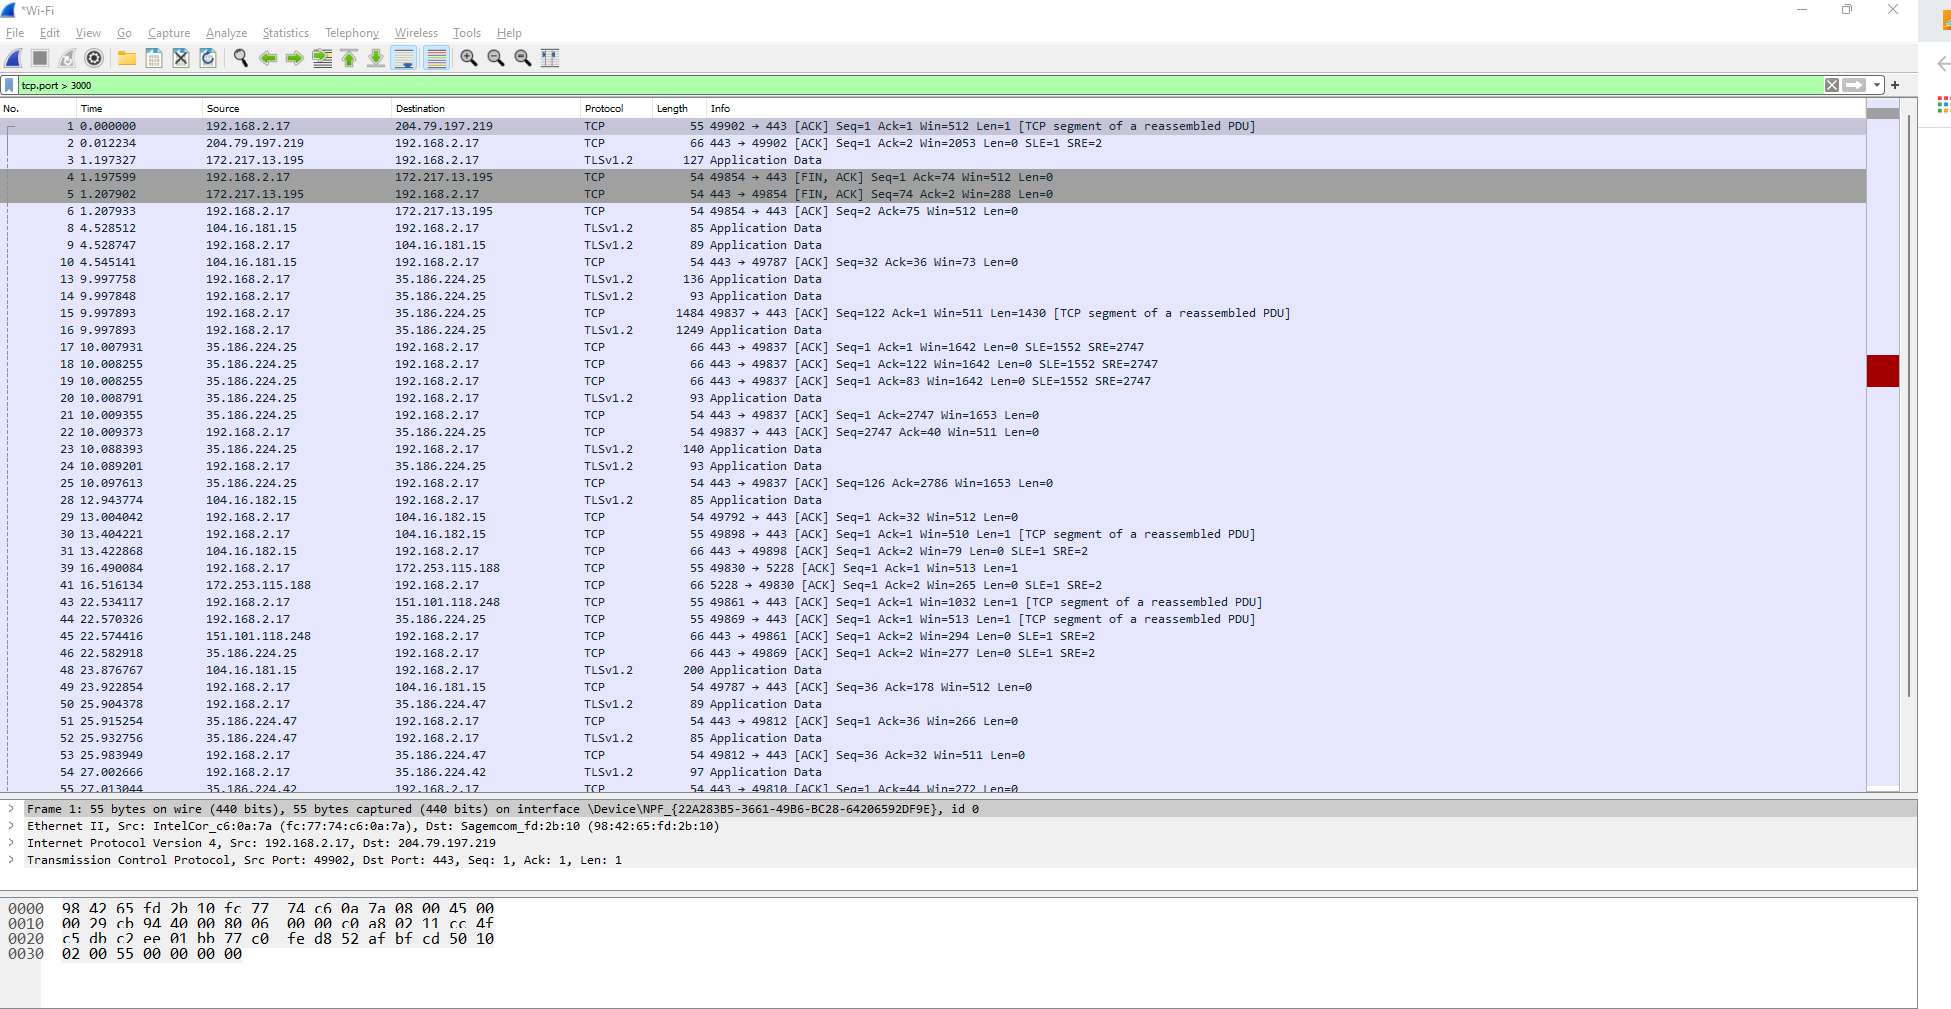 *Wi-Fi
File Edit View Go Capture Analyze Statistics Telephony Wireless Tools Help
tcp.port > 3000
No. Time Source Destination Protocol Length Info
1 0.000000 192.168.2.17 204.79.197.219 TCP 55 49902 → 443 [ACK] Seq=1 Ack=1 Win=512 Len=1 [TCP segment of a reassembled PDU]
2 0.012234 204.79.197.219 192.168.2.17 TCP 66 443 → 49902 [ACK] Seq=1 Ack=2 Win=2053 Len=0 SLE=1 SRE=2
3 1.197327 172.217.13.195 192.168.2.17 TLSv1.2 127 Application Data
4 1.197599 192.168.2.17 172.217.13.195 TCP 54 49854 → 443 [FIN, ACK] Seq=1 Ack=74 Win=512 Len=0
5 1.207902 172.217.13.195 192.168.2.17 TCP 54 443 → 49854 [FIN, ACK] Seq=74 Ack=2 Win=288 Len=0
6 1.207933 192.168.2.17 172.217.13.195 TCP 54 49854 → 443 [ACK] Seq=2 Ack=75 Win=512 Len=0
8 4.528512 104.16.181.15 192.168.2.17 TLSv1.2 85 Application Data
9 4.528747 192.168.2.17 104.16.181.15 TLSv1.2 89 Application Data
10 4.545141 104.16.181.15 192.168.2.17 TCP 54 443 → 49787 [ACK] Seq=32 Ack=36 Win=73 Len=0
13 9.997758 192.168.2.17 35.186.224.25 TLSv1.2 136 Application Data
14 9.997848 192.168.2.17 35.186.224.25 TLSv1.2 93 Application Data
15 9.997893 192.168.2.17 35.186.224.25 TCP 1484 49837 → 443 [ACK] Seq=122 Ack=1 Win=511 Len=1430 [TCP segment of a reassembled PDU]
16 9.997893 192.168.2.17 35.186.224.25 TLSv1.2 1249 Application Data
17 10.007931 35.186.224.25 192.168.2.17 TCP 66 443 → 49837 [ACK] Seq=1 Ack=1 Win=1642 Len=0 SLE=1552 SRE=2747
18 10.008255 35.186.224.25 192.168.2.17 TCP 66 443 → 49837 [ACK] Seq=1 Ack=122 Win=1642 Len=0 SLE=1552 SRE=2747
19 10.008255 35.186.224.25 192.168.2.17 TCP 66 443 → 49837 [ACK] Seq=1 Ack=83 Win=1642 Len=0 SLE=1552 SRE=2747
20 10.008791 35.186.224.25 192.168.2.17 TLSv1.2 93 Application Data
21 10.009355 35.186.224.25 192.168.2.17 TCP 54 443 → 49837 [ACK] Seq=1 Ack=2747 Win=1653 Len=0
22 10.009373 192.168.2.17 35.186.224.25 TCP 54 49837 → 443 [ACK] Seq=2747 Ack=40 Win=511 Len=0
23 10.088393 35.186.224.25 192.168.2.17 TLSv1.2 140 Application Data
24 10.089201 192.168.2.17 35.186.224.25 TLSv1.2 93 Application Data
25 10.097613 35.186.224.25 192.168.2.17 TCP 54 443 → 49837 [ACK] Seq=126 Ack=2786 Win=1653 Len=0
28 12.943774 104.16.182.15 192.168.2.17 TLSv1.2 85 Application Data
29 13.004042 192.168.2.17 104.16.182.15 TCP 54 49792 → 443 [ACK] Seq=1 Ack=32 Win=512 Len=0
30 13.404221 192.168.2.17 104.16.182.15 TCP 55 49898 → 443 [ACK] Seq=1 Ack=1 Win=510 Len=1 [TCP segment of a reassembled PDU]
31 13.422868 104.16.182.15 192.168.2.17 TCP 66 443 → 49898 [ACK] Seq=1 Ack=2 Win=79 Len=0 SLE=1 SRE=2
39 16.490084 192.168.2.17 172.253.115.188 TCP 55 49830 → 5228 [ACK] Seq=1 Ack=1 Win=513 Len=1
41 16.516134 172.253.115.188 192.168.2.17 TCP 66 5228 → 49830 [ACK] Seq=1 Ack=2 Win=265 Len=0 SLE=1 SRE=2
43 22.534117 192.168.2.17 151.101.118.248 TCP 55 49861 → 443 [ACK] Seq=1 Ack=1 Win=1032 Len=1 [TCP segment of a reassembled PDU]
44 22.570326 192.168.2.17 35.186.224.25 TCP 55 49869 → 443 [ACK] Seq=1 Ack=1 Win=513 Len=1 [TCP segment of a reassembled PDU]
45 22.574416 151.101.118.248 192.168.2.17 TCP 66 443 → 49861 [ACK] Seq=1 Ack=2 Win=294 Len=0 SLE=1 SRE=2
46 22.582918 35.186.224.25 192.168.2.17 TCP 66 443 → 49869 [ACK] Seq=1 Ack=2 Win=277 Len=0 SLE=1 SRE=2
48 23.876767 104.16.181.15 192.168.2.17 TLSv1.2 200 Application Data
49 23.922854 192.168.2.17 104.16.181.15 TCP 54 49787 → 443 [ACK] Seq=36 Ack=178 Win=512 Len=0
50 25.904378 192.168.2.17 35.186.224.47 TLSv1.2 89 Application Data
51 25.915254 35.186.224.47 192.168.2.17 TCP 54 443 → 49812 [ACK] Seq=1 Ack=36 Win=266 Len=0
52 25.932756 35.186.224.47 192.168.2.17 TLSv1.2 85 Application Data
53 25.983949 192.168.2.17 35.186.224.47 TCP 54 49812 → 443 [ACK] Seq=36 Ack=32 Win=511 Len=0
54 27.002666 192.168.2.17 35.186.224.42 TLSv1.2 97 Application Data
55 27.013044 35.186.224.42 192.168.2.17 TCP 54 443 → 49810 [ACK] Seq=1 Ack=44 Win=272 Len=0
Frame 1: 55 bytes on wire (440 bits), 55 bytes captured (440 bits) on interface \Device\NPF_{22A283B5-3661-49B6-BC28-64206592DF9E}, id 0
Ethernet II, Src: IntelCor_c6:0a:7a (fc:77:74:c6:0a:7a), Dst: Sagemcom_fd:2b:10 (98:42:65:fd:2b:10)
Internet Protocol Version 4, Src: 192.168.2.17, Dst: 204.79.197.219
Transmission Control Protocol, Src Port: 49902, Dst Port: 443, Seq: 1, Ack: 1, Len: 1
0000 98 42 65 fd 2b 10 fc 77 74 c6 0a 7a 08 00 45 00
0010 00 29 cb 94 40 00 80 06 00 00 c0 a8 02 11 cc 4f
0020 c5 db c2 ee 01 bb 77 c0 fe d8 52 af bf cd 50 10
0030 02 00 55 00 00 00 00